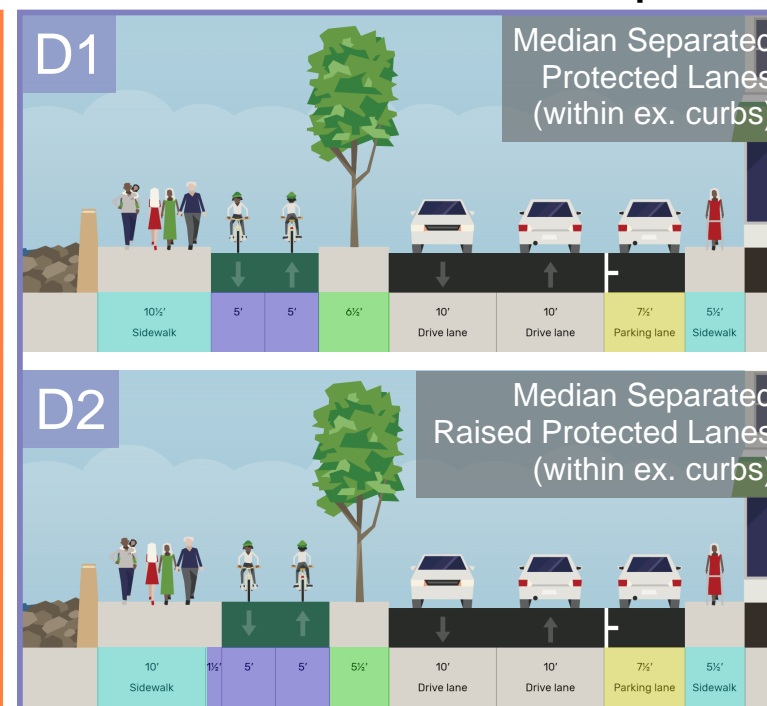 D1
Median Separated
Protected Lanes
(within ex. curbs)
10½' 5' 5' 6½' 10' 10' 7½' 5½'
Sidewalk Drive lane Drive lane Parking lane Sidewalk
D2
Median Separated
Raised Protected Lanes
(within ex. curbs)
10' 1½' 5' 5' 5½' 10' 10' 7½' 5½'
Sidewalk Drive lane Drive lane Parking lane Sidewalk